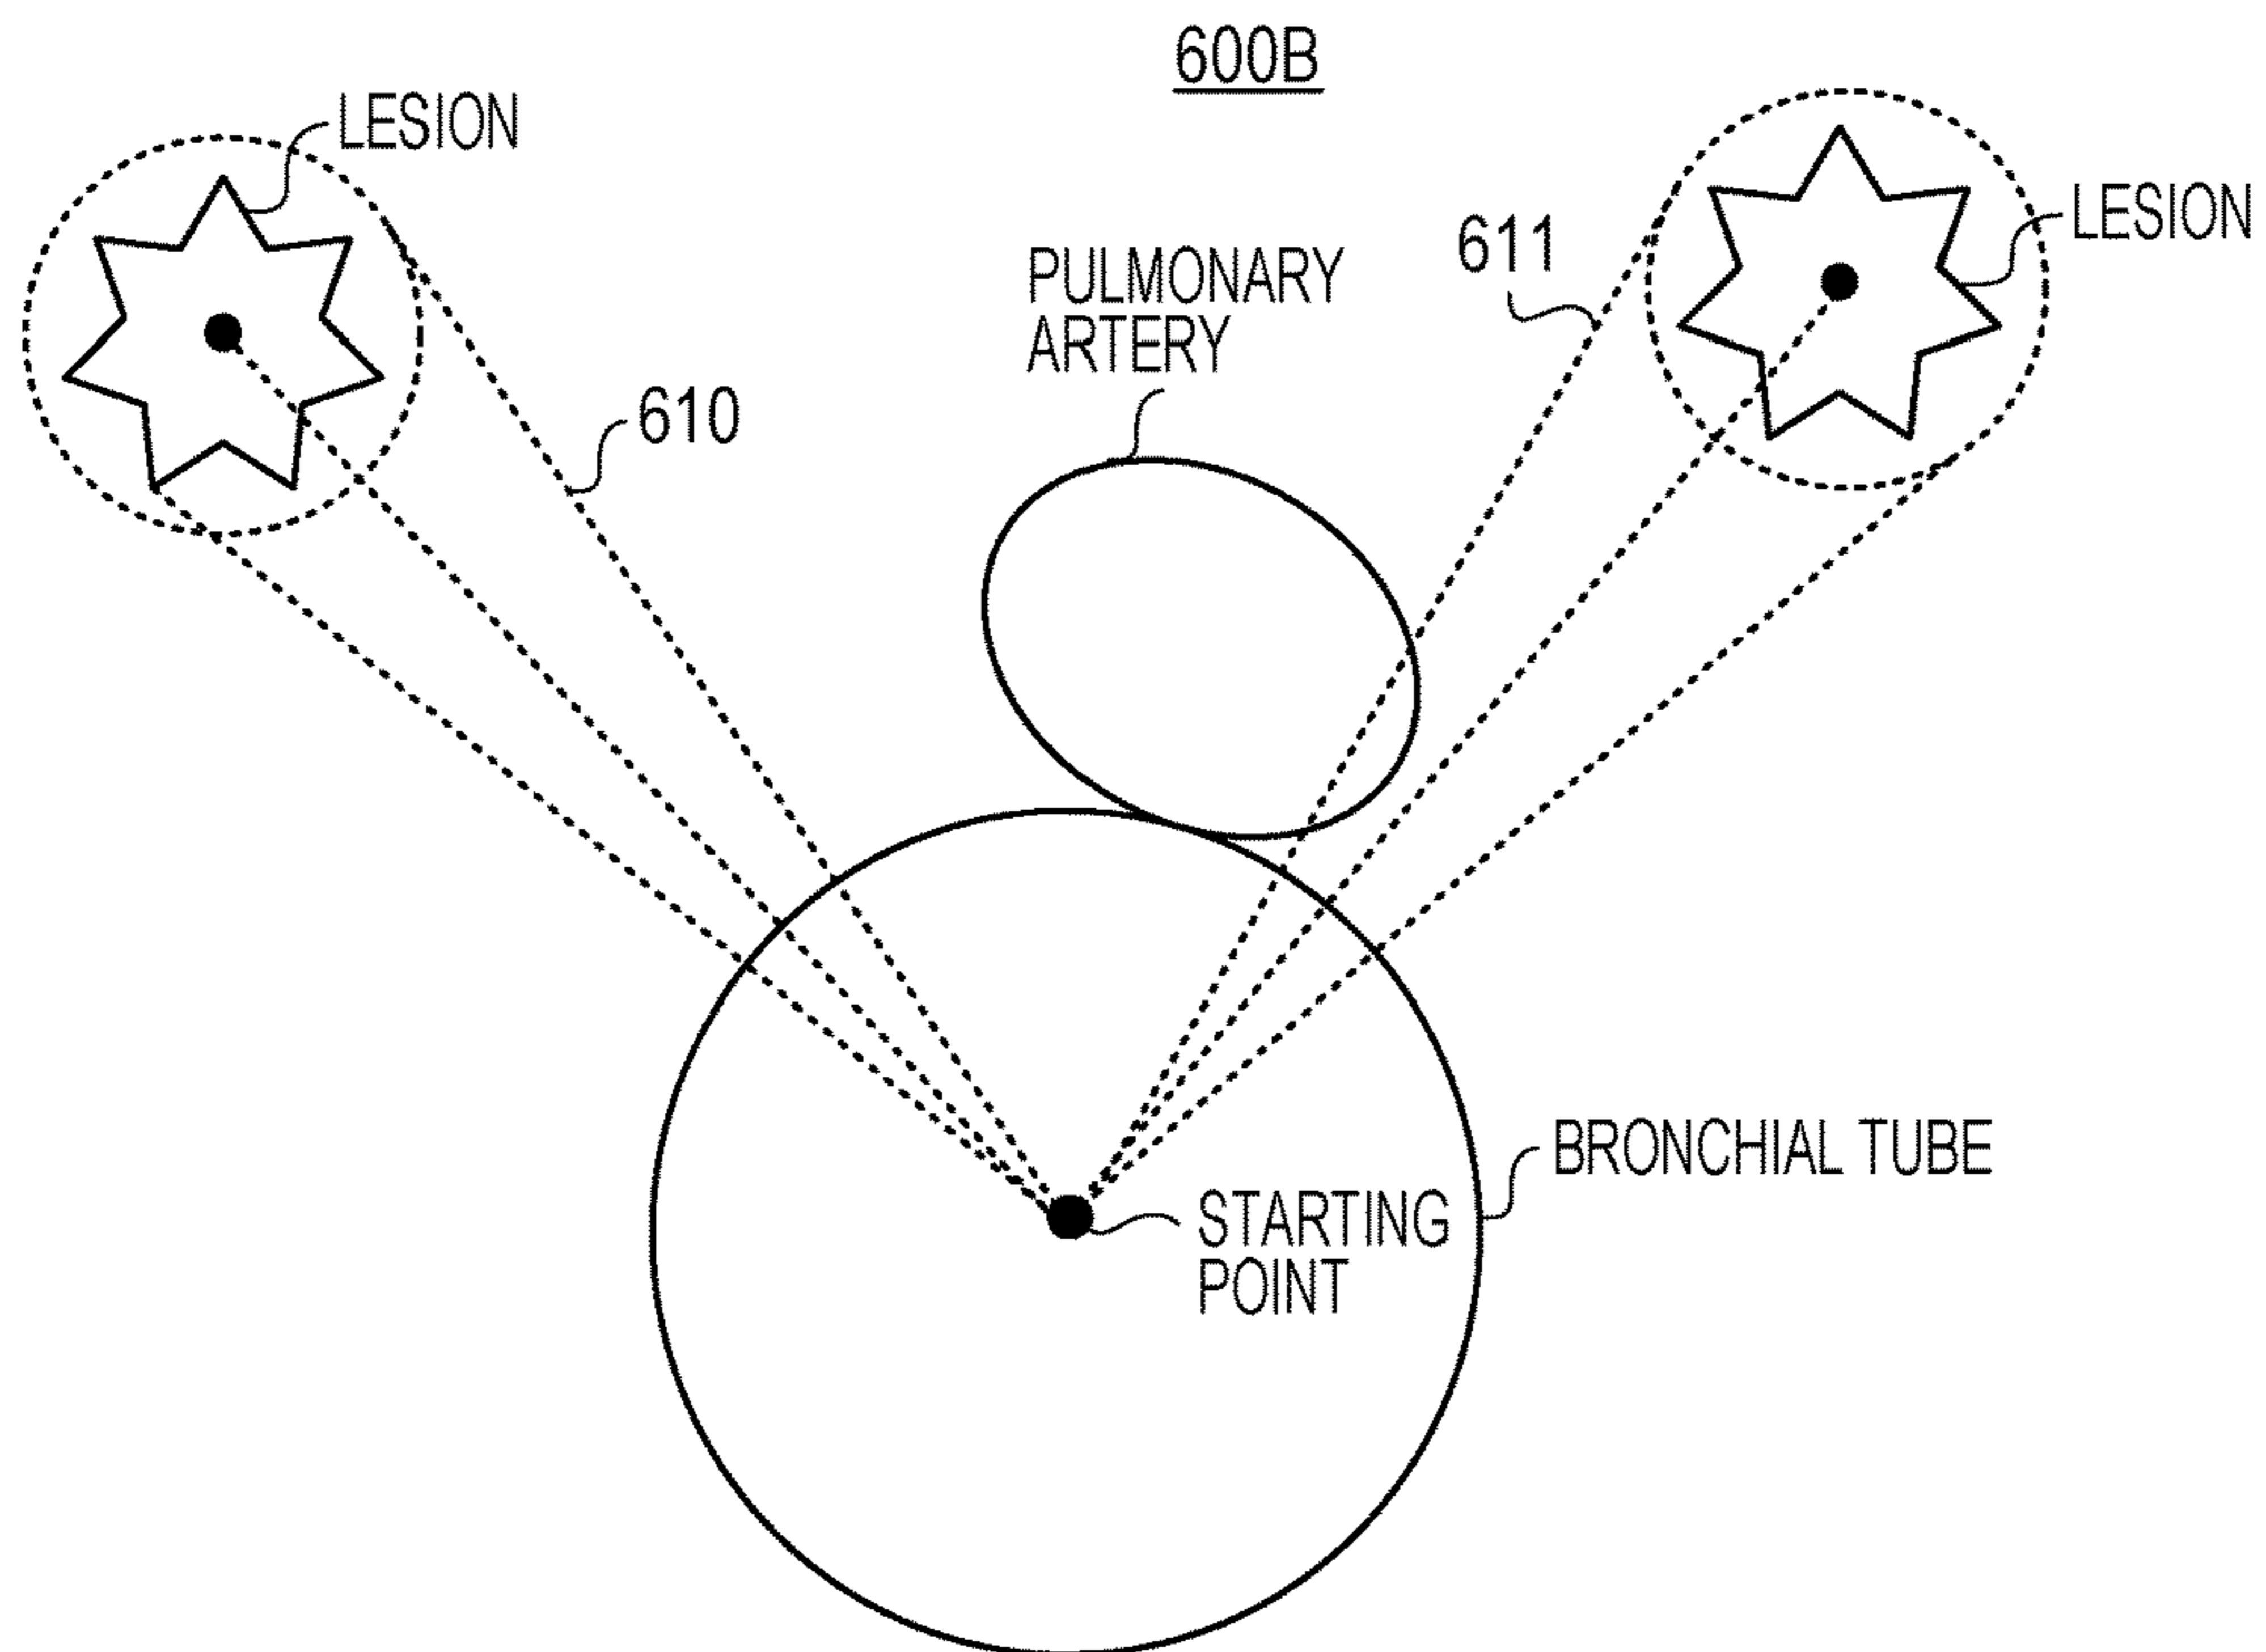 600B
LESION
LESION
611
PULMONARY
ARTERY
610
BRONCHIAL TUBE
STARTING
POINT